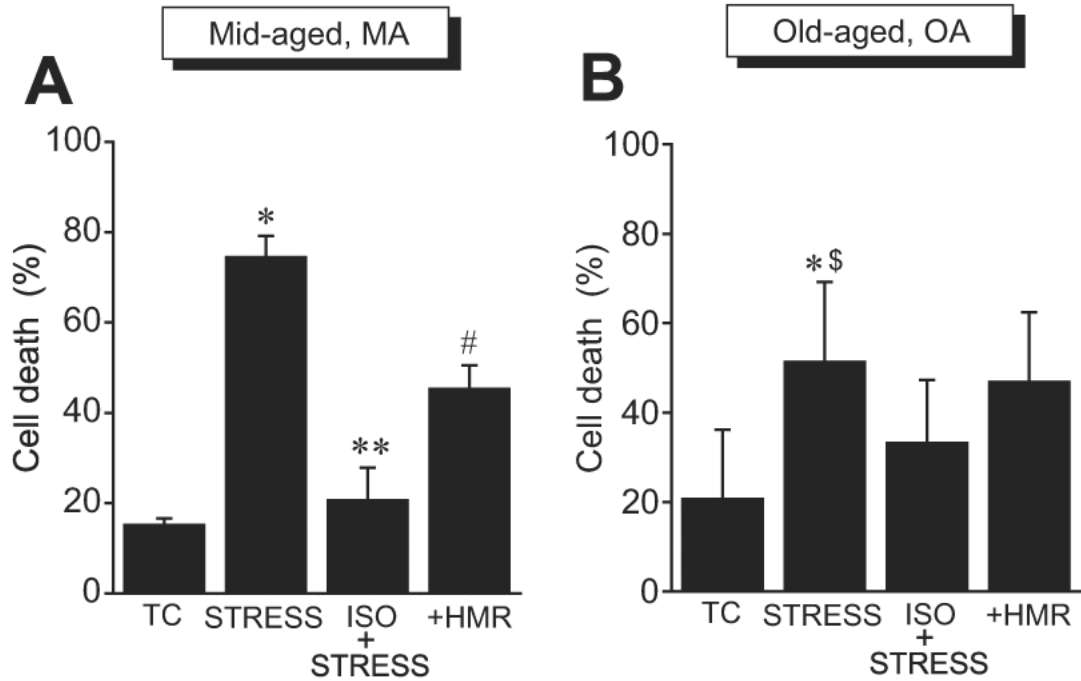 Mid-aged, MA
A
Cell death (%)
100
80
60
40
20
0
*
**
#
TC
STRESS
ISO
+
STRESS
+HMR
Old-aged, OA
B
Cell death (%)
100
80
60
40
20
0
*$
TC
STRESS
ISO
+
STRESS
+HMR